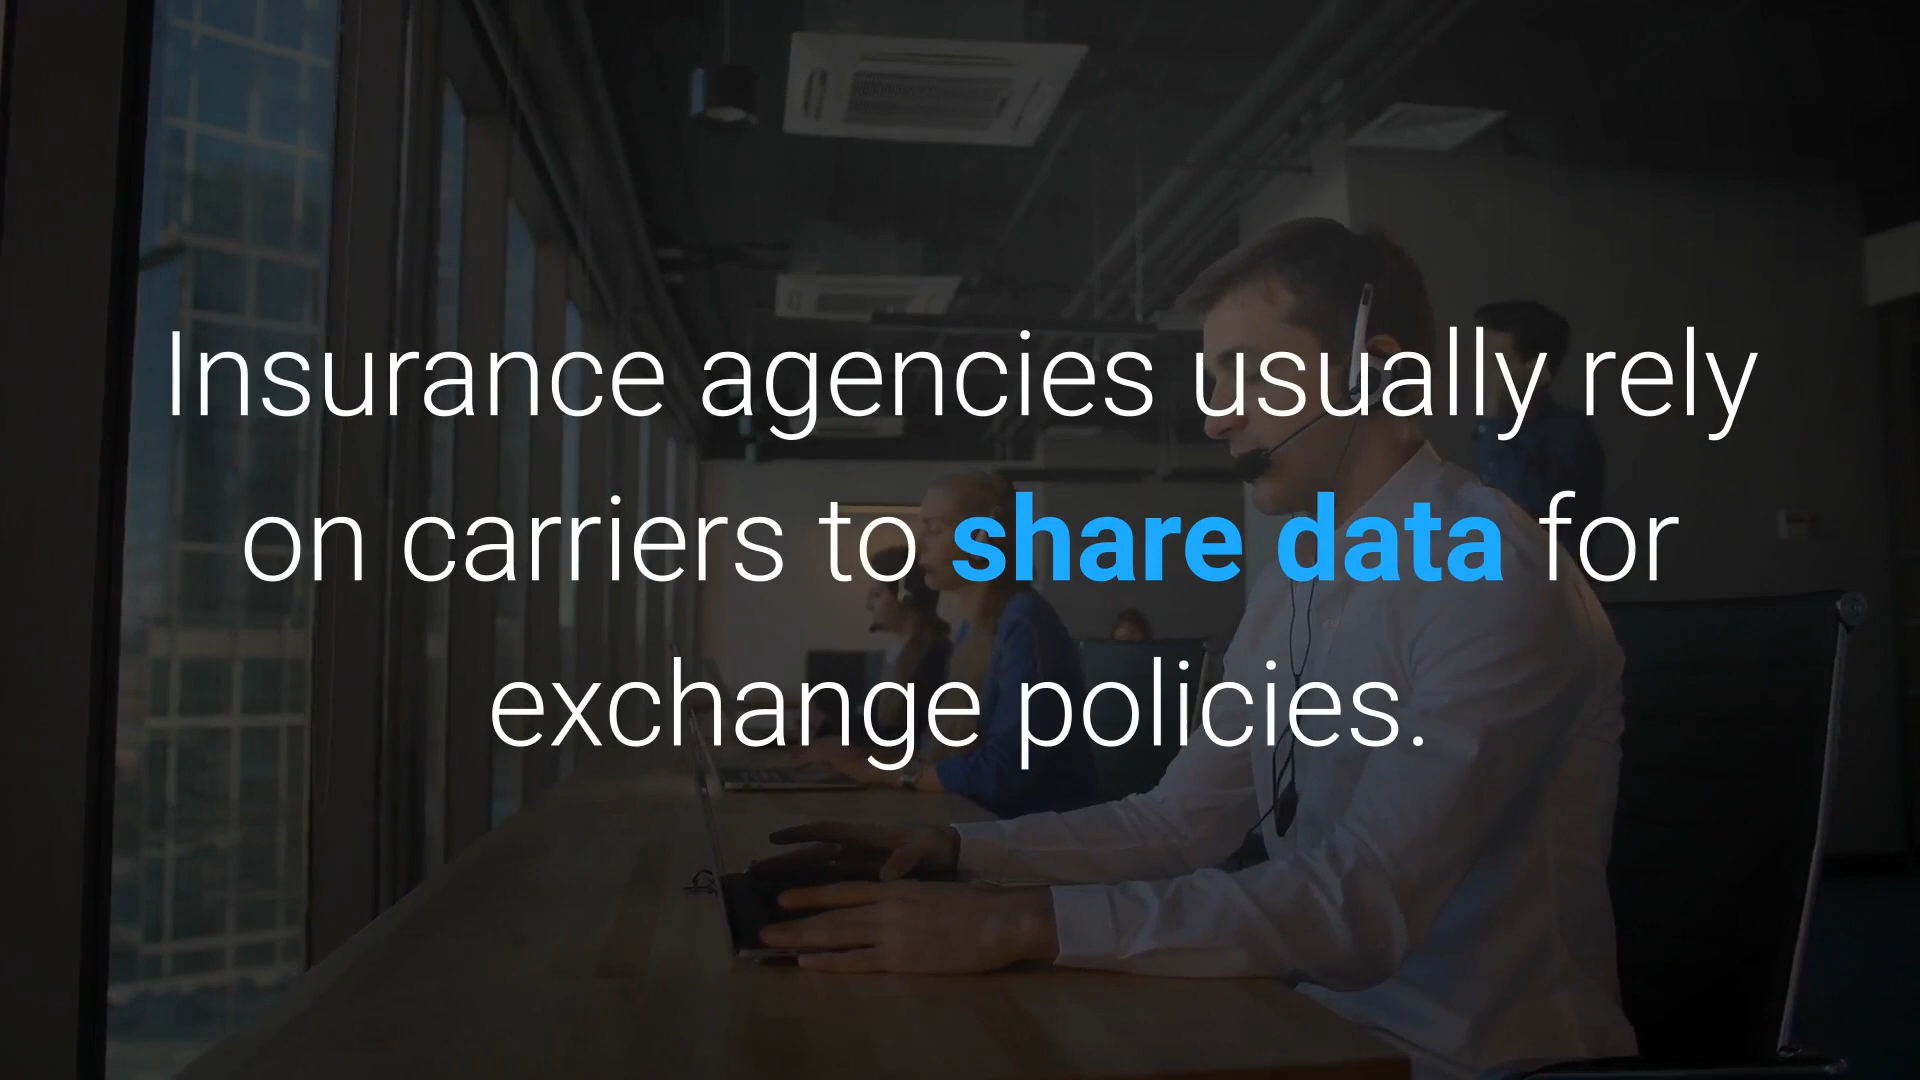 Insurance agencies usually rely
on carriers to share data for
exchange policies.